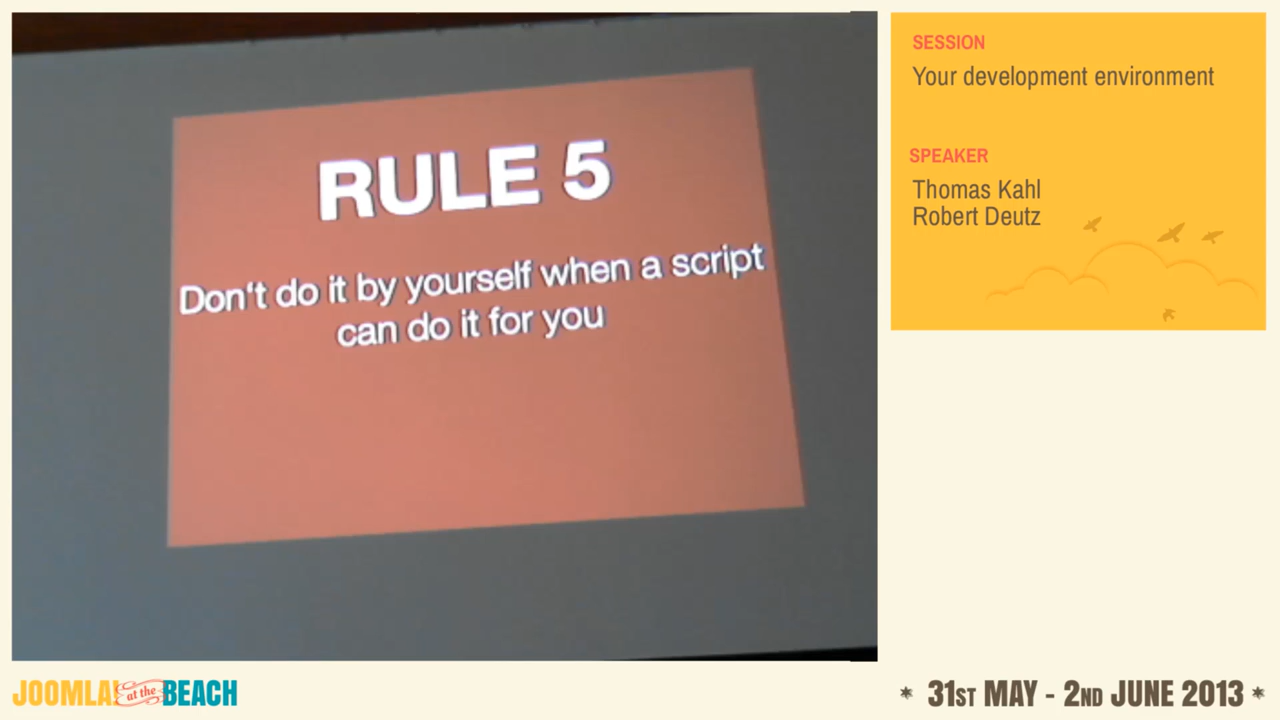 RULE 5
Don't do it by yourself when a script
can do it for you
SESSION
Your development environment
SPEAKER
Thomas Kahl
Robert Deutz
JOOMLA! at the BEACH
* 31ST MAY - 2ND JUNE 2013 *